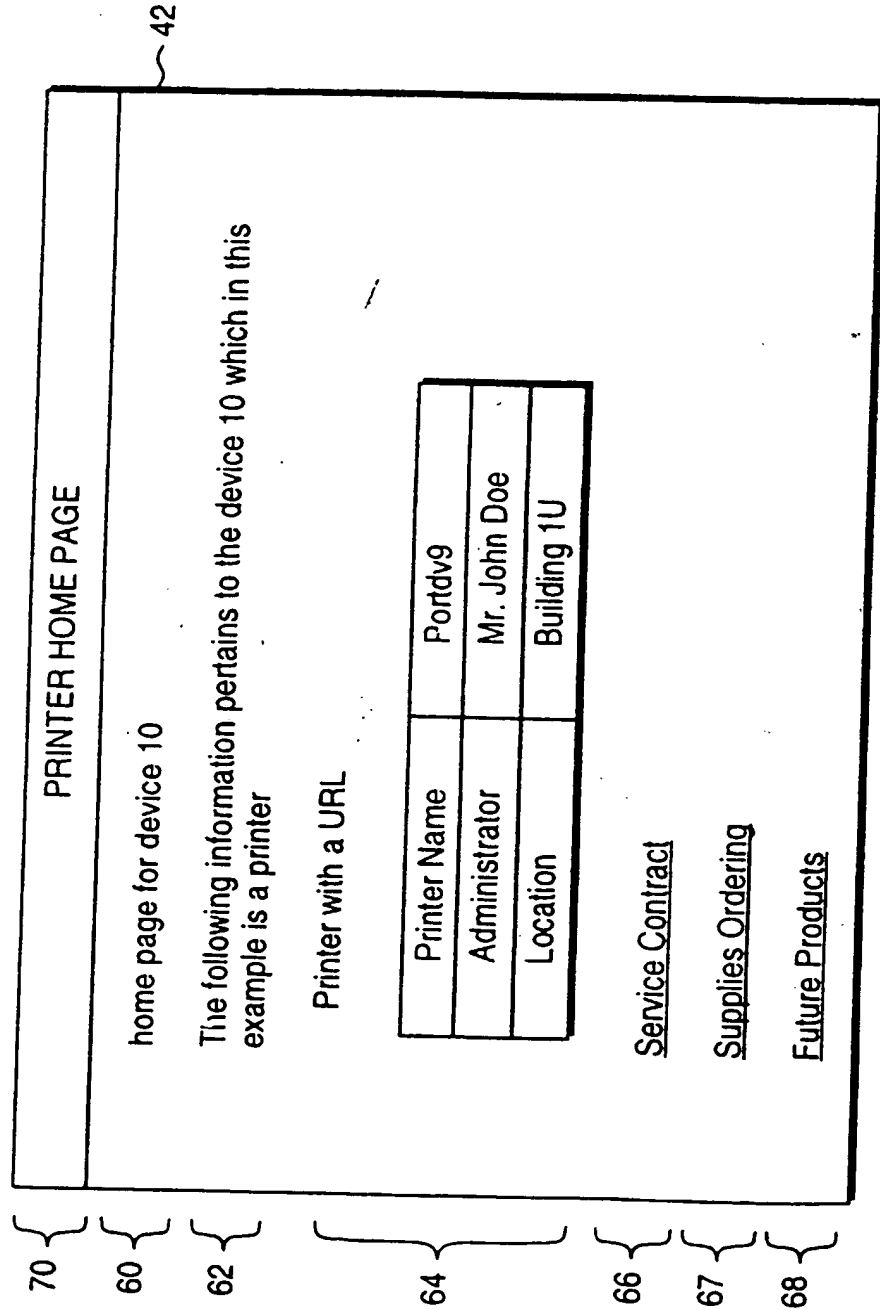 PRINTER HOME PAGE
42
70
home page for device 10
60
The following information pertains to the device 10 which in this
example is a printer
62
Printer with a URL
Printer Name Portdv9
Administrator Mr. John Doe
Location Building 1U
64
Service Contract
66
Supplies Ordering
67
Future Products
68